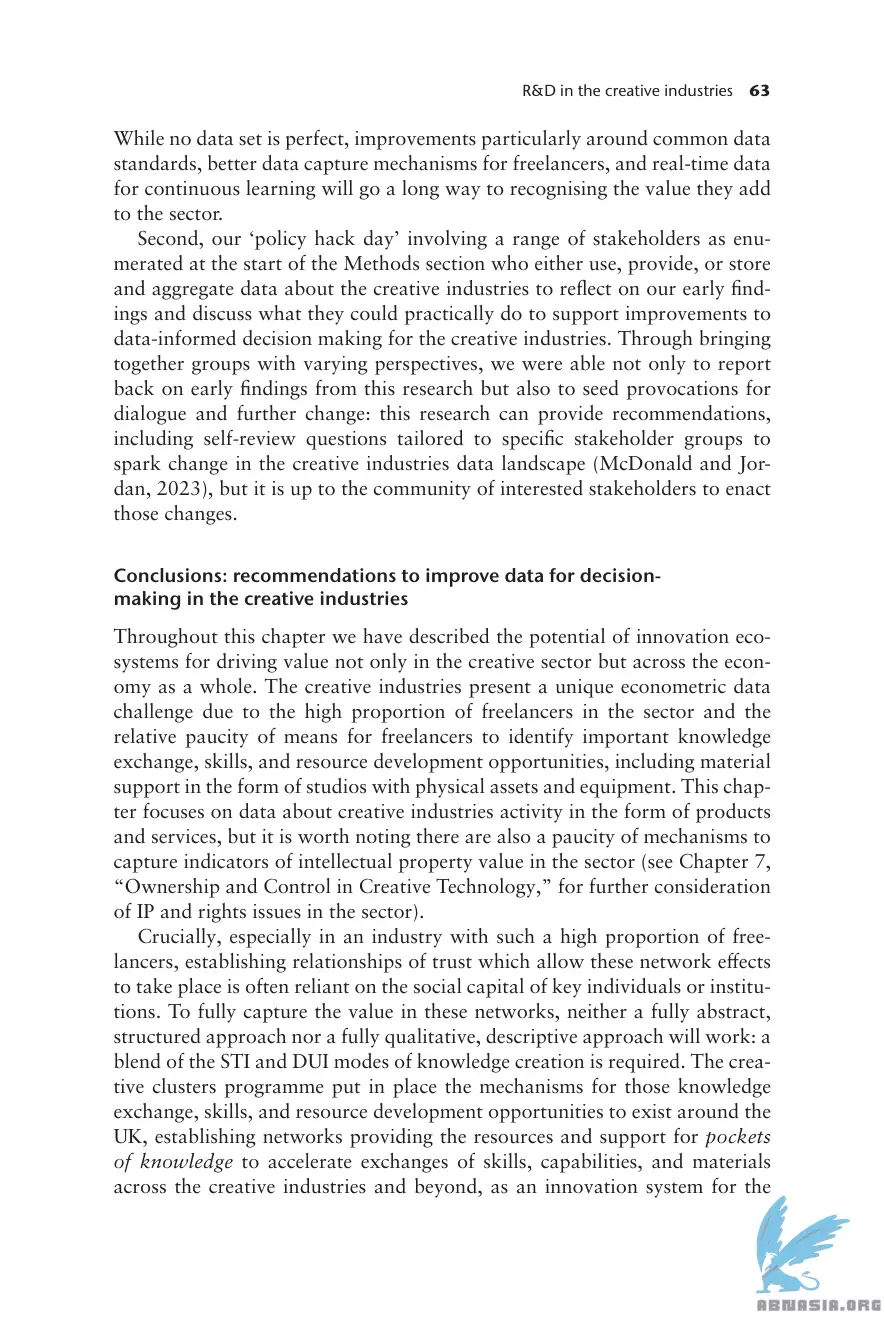 R&D in the creative industries 63
While no data set is perfect, improvements particularly around common data
standards, better data capture mechanisms for freelancers, and real-time data
for continuous learning will go a long way to recognising the value they add
to the sector.
Second, our ‘policy hack day’ involving a range of stakeholders as enu-
merated at the start of the Methods section who either use, provide, or store
and aggregate data about the creative industries to reflect on our early find-
ings and discuss what they could practically do to support improvements to
data-informed decision making for the creative industries. Through bringing
together groups with varying perspectives, we were able not only to report
back on early findings from this research but also to seed provocations for
dialogue and further change: this research can provide recommendations,
including self-review questions tailored to specific stakeholder groups to
spark change in the creative industries data landscape (McDonald and Jor-
dan, 2023), but it is up to the community of interested stakeholders to enact
those changes.
Conclusions: recommendations to improve data for decision-
making in the creative industries
Throughout this chapter we have described the potential of innovation eco-
systems for driving value not only in the creative sector but across the econ-
omy as a whole. The creative industries present a unique econometric data
challenge due to the high proportion of freelancers in the sector and the
relative paucity of means for freelancers to identify important knowledge
exchange, skills, and resource development opportunities, including material
support in the form of studios with physical assets and equipment. This chap-
ter focuses on data about creative industries activity in the form of products
and services, but it is worth noting there are also a paucity of mechanisms to
capture indicators of intellectual property value in the sector (see Chapter 7,
“Ownership and Control in Creative Technology,” for further consideration
of IP and rights issues in the sector).
Crucially, especially in an industry with such a high proportion of free-
lancers, establishing relationships of trust which allow these network effects
to take place is often reliant on the social capital of key individuals or institu-
tions. To fully capture the value in these networks, neither a fully abstract,
structured approach nor a fully qualitative, descriptive approach will work: a
blend of the STI and DUI modes of knowledge creation is required. The crea-
tive clusters programme put in place the mechanisms for those knowledge
exchange, skills, and resource development opportunities to exist around the
UK, establishing networks providing the resources and support for pockets
of knowledge to accelerate exchanges of skills, capabilities, and materials
across the creative industries and beyond, as an innovation system for the
ABNASIA.ORG